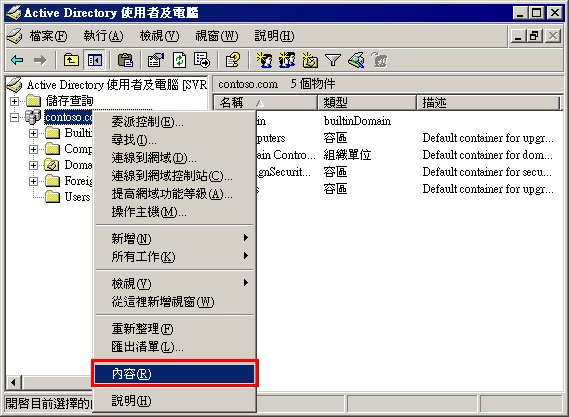 Active Directory 使用者及電腦
檔案(F) 執行(A) 檢視(V) 視窗(W) 說明(H)
Active Directory 使用者及電腦 [SVR
儲存查詢
contoso.co
Builti
Comp
Doma
Foreig
Users
contoso.com 5 個物件
名稱 類型 描述
in builtinDomain
puters 容區 Default container for upgr...
ain Contro... 組織單位 Default container for dom...
ignSecurit... 容區 Default container for secu...
s 容區 Default container for upgr...
委派控制(E)...
尋找(I)...
連線到網域(D)...
連線到網域控制站(C)...
提高網域功能等級(A)...
操作主機(M)...
新增(N)
所有工作(K)
檢視(V)
從這裡新增視窗(W)
重新整理(F)
匯出清單(L)...
內容(R)
說明(H)
開啓目前選擇的